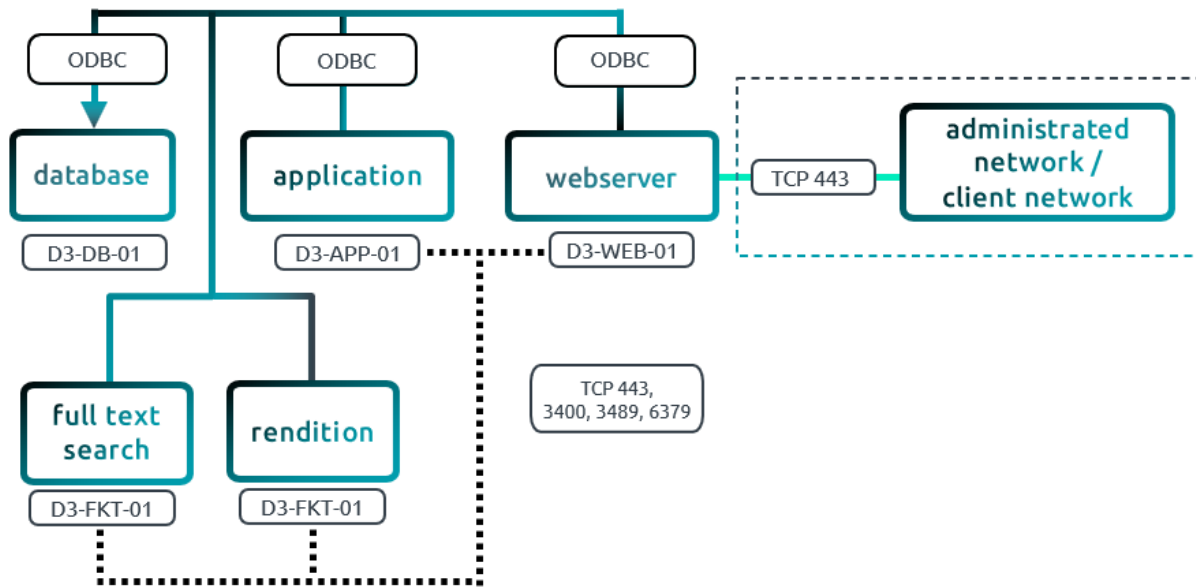 ODBC
ODBC
ODBC
database
application
webserver
TCP 443
administrated
network /
client network
D3-DB-01
D3-APP-01
D3-WEB-01
full text
search
rendition
TCP 443,
3400, 3489, 6379
D3-FKT-01
D3-FKT-01